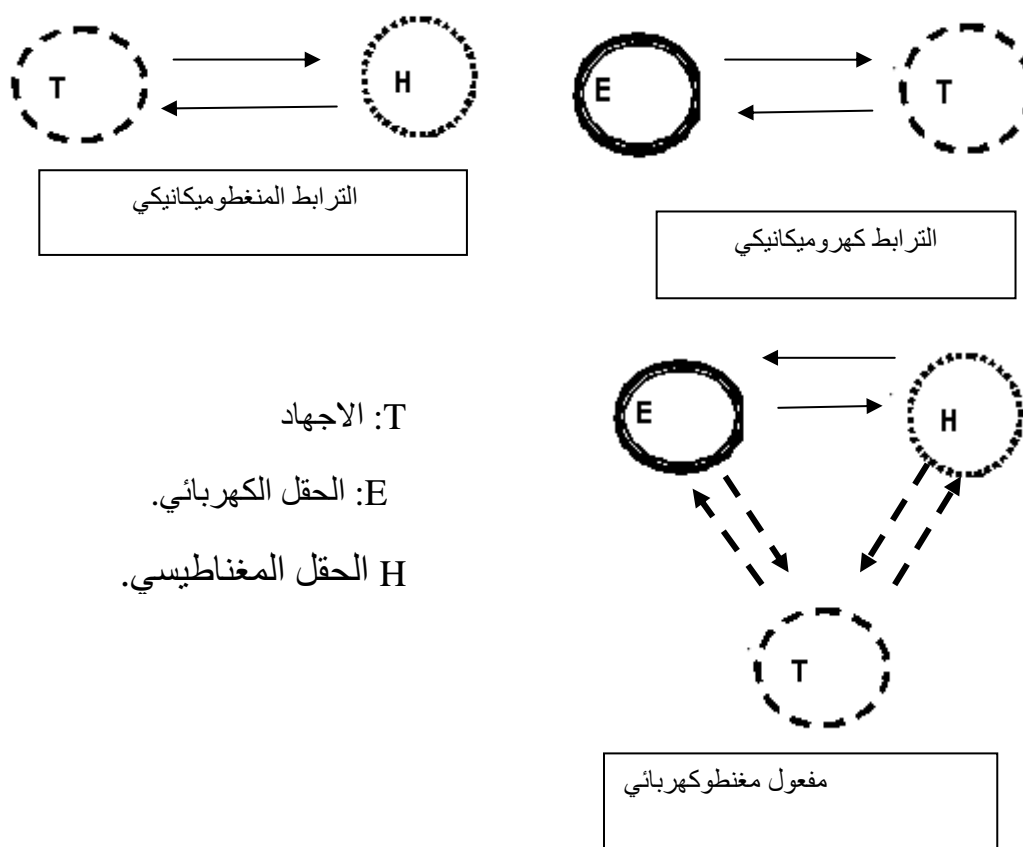 T
H
E
T
الترابط المنغطوميكانيكي
الترابط كهروميكانيكي
E
H
T: الاجهاد
E: الحقل الكهربائي.
H الحقل المغناطيسي.
T
مفعول مغنطوكهربائي